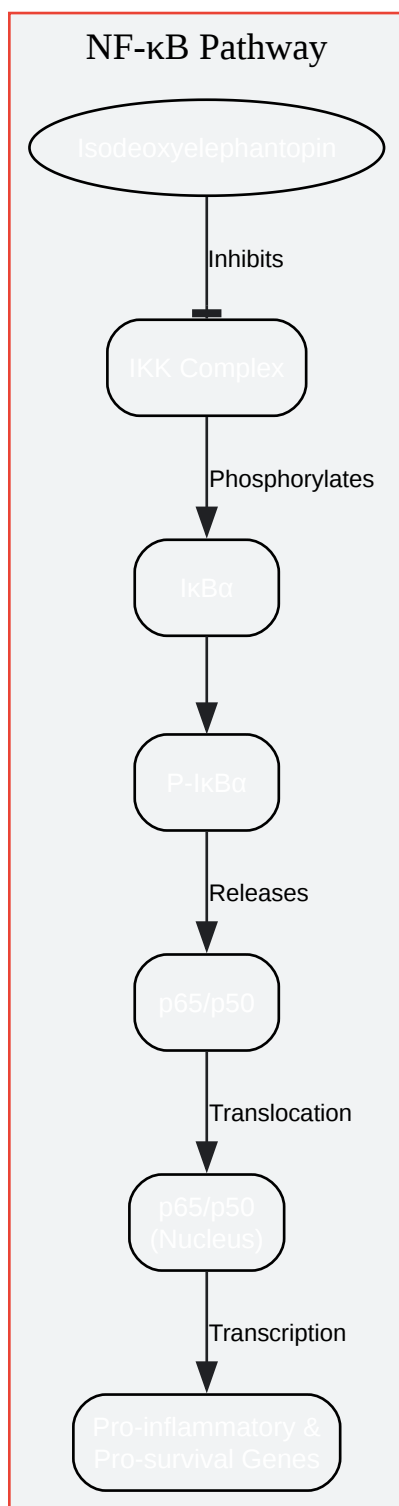 NF-κB Pathway
Isodeoxyelephantopin
Inhibits
IKK Complex
Phosphorylates
IκBα
P-IκBα
Releases
p65/p50
Translocation
p65/p50
(Nucleus)
Transcription
Pro-inflammatory &
Pro-survival Genes